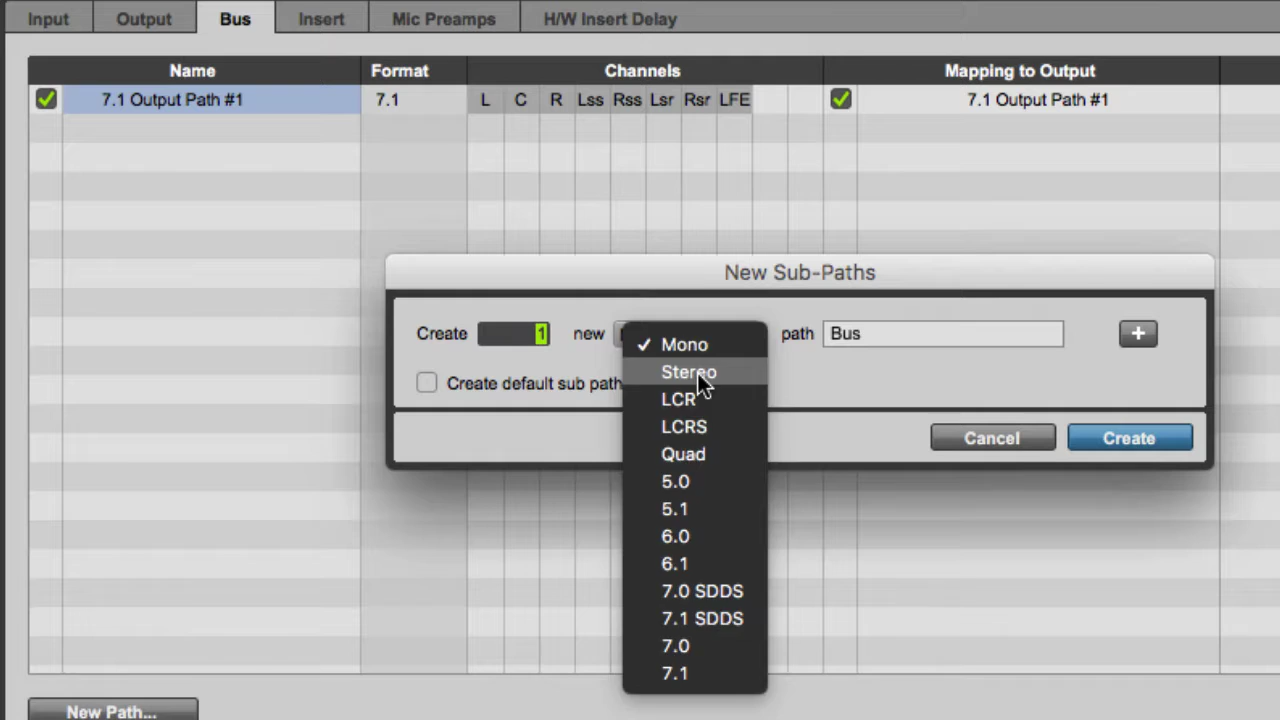 Input Output Bus Insert Mic Preamps H/W Insert Delay
Name Format Channels Mapping to Output
7.1 Output Path #1 7.1 L C R Lss Rss Lsr Rsr LFE 7.1 Output Path #1
New Sub-Paths
Create 1 new path Bus +
Create default sub path
Mono
Stereo
LCR
LCRS
Quad
5.0
5.1
6.0
6.1
7.0 SDDS
7.1 SDDS
7.0
7.1
Cancel Create
New Path...